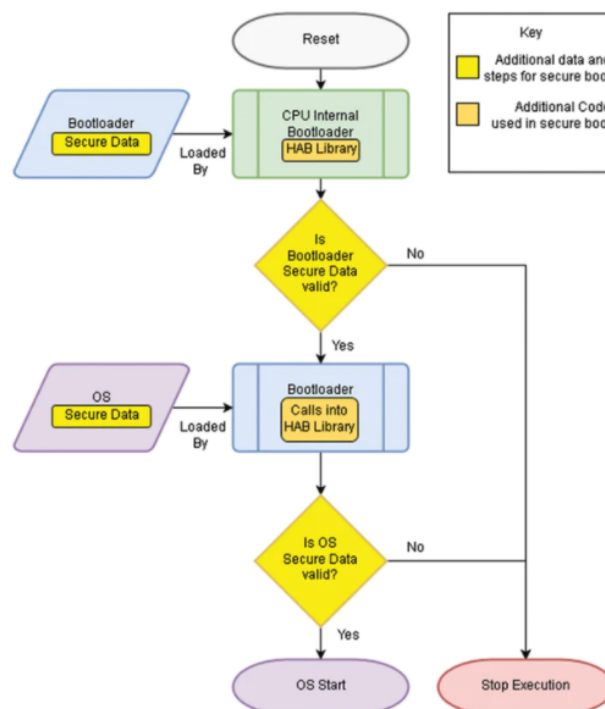 Reset
Key
Additional data and
steps for secure boo
Additional Code
used in secure boo
Bootloader
Secure Data
Loaded
By
CPU Internal
Bootloader
HAB Library
Is
Bootloader
Secure Data
valid?
No
Yes
OS
Secure Data
Loaded
By
Bootloader
Calls into
HAB Library
Is OS
Secure Data
valid?
No
Yes
OS Start
Stop Execution